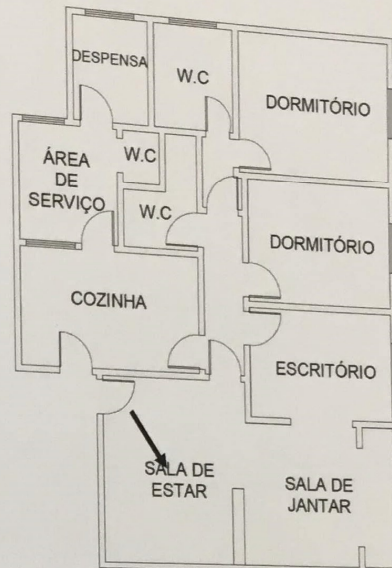 DESPENSA
W.C
DORMITÓRIO
ÁREA
DE
SERVIÇO
W.C
W.C
DORMITÓRIO
COZINHA
ESCRITÓRIO
SALA DE
ESTAR
SALA DE
JANTAR